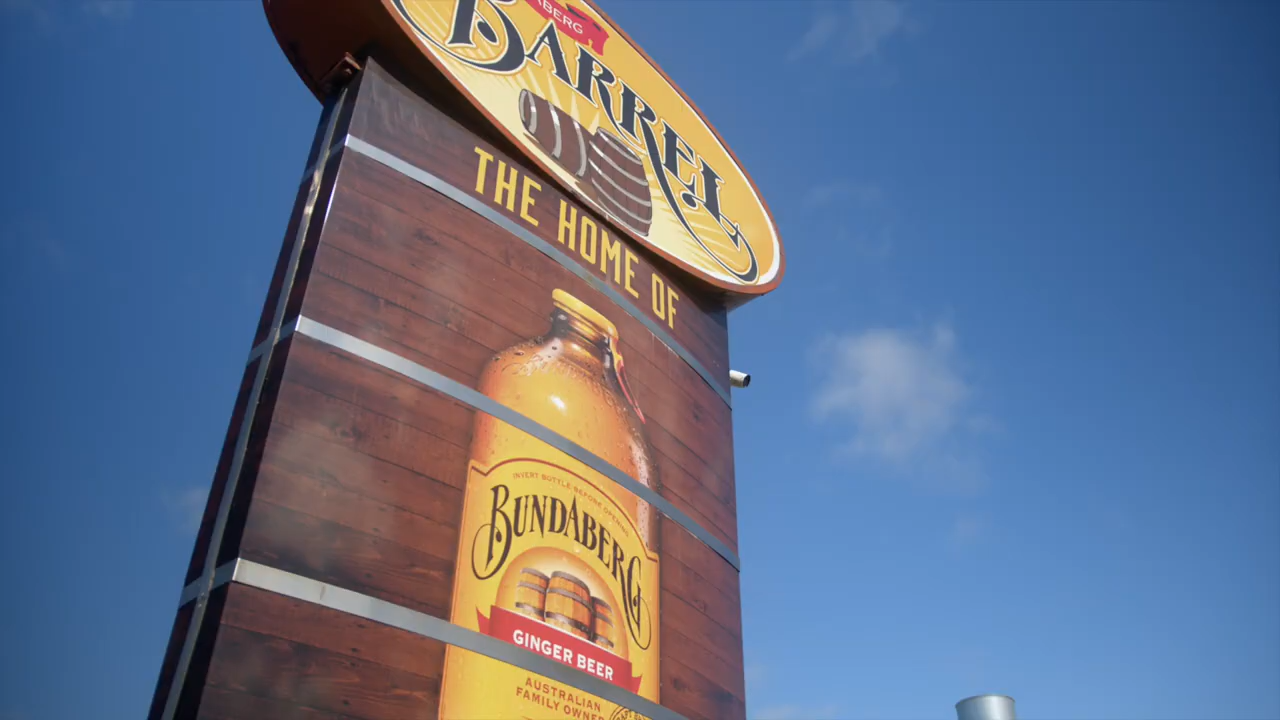 BARREL
THE HOME OF
INVERT BOTTLE BEFORE OPENING
BUNDABERG
GINGER BEER
AUSTRALIAN
FAMILY OWNED